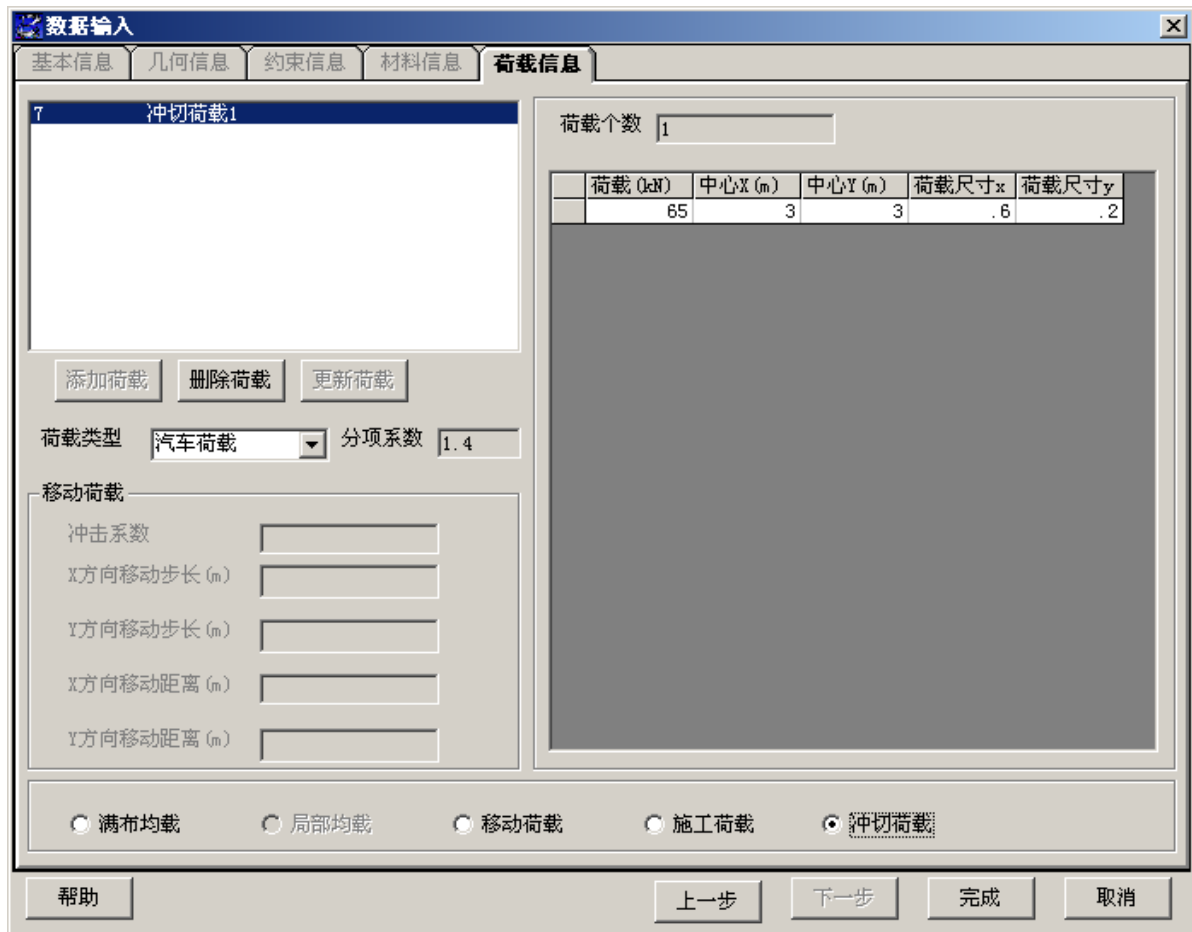 数据输入
基本信息 几何信息 约束信息 材料信息 荷载信息
7 冲切荷载1
荷载个数 1
荷载(kN) 中心X(m) 中心Y(m) 荷载尺寸x 荷载尺寸y
65 3 3 .6 .2
添加荷载 删除荷载 更新荷载
荷载类型 汽车荷载 分项系数 1.4
移动荷载
冲击系数
X方向移动步长(m)
Y方向移动步长(m)
X方向移动距离(m)
Y方向移动距离(m)
满布均载 局部均载 移动荷载 施工荷载 冲切荷载
帮助 上一步 下一步 完成 取消